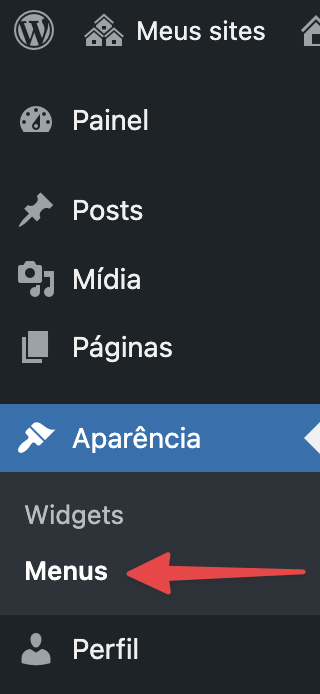 Meus sites
Painel
Posts
Mídia
Páginas
Aparência
Widgets
Menus
Perfil